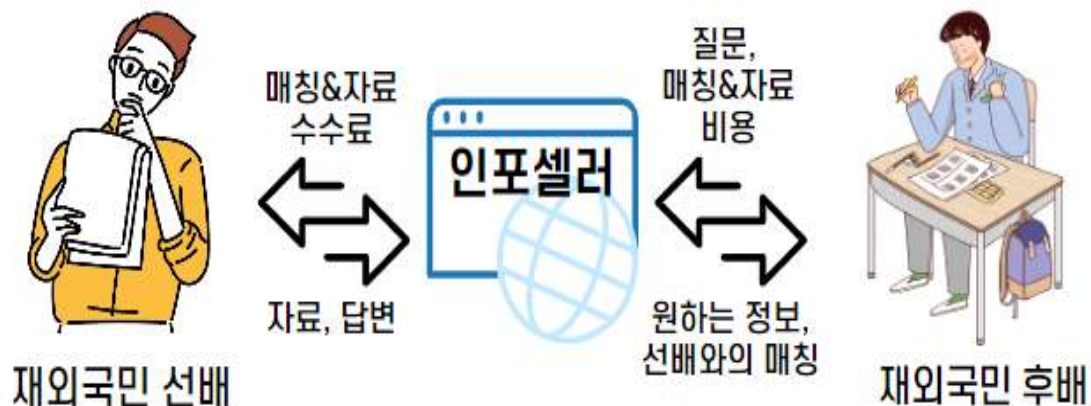 매칭&자료
수수료
질문,
매칭&자료
비용
인포셀러
자료, 답변
원하는 정보,
선배와의 매칭
재외국민 선배
재외국민 후배